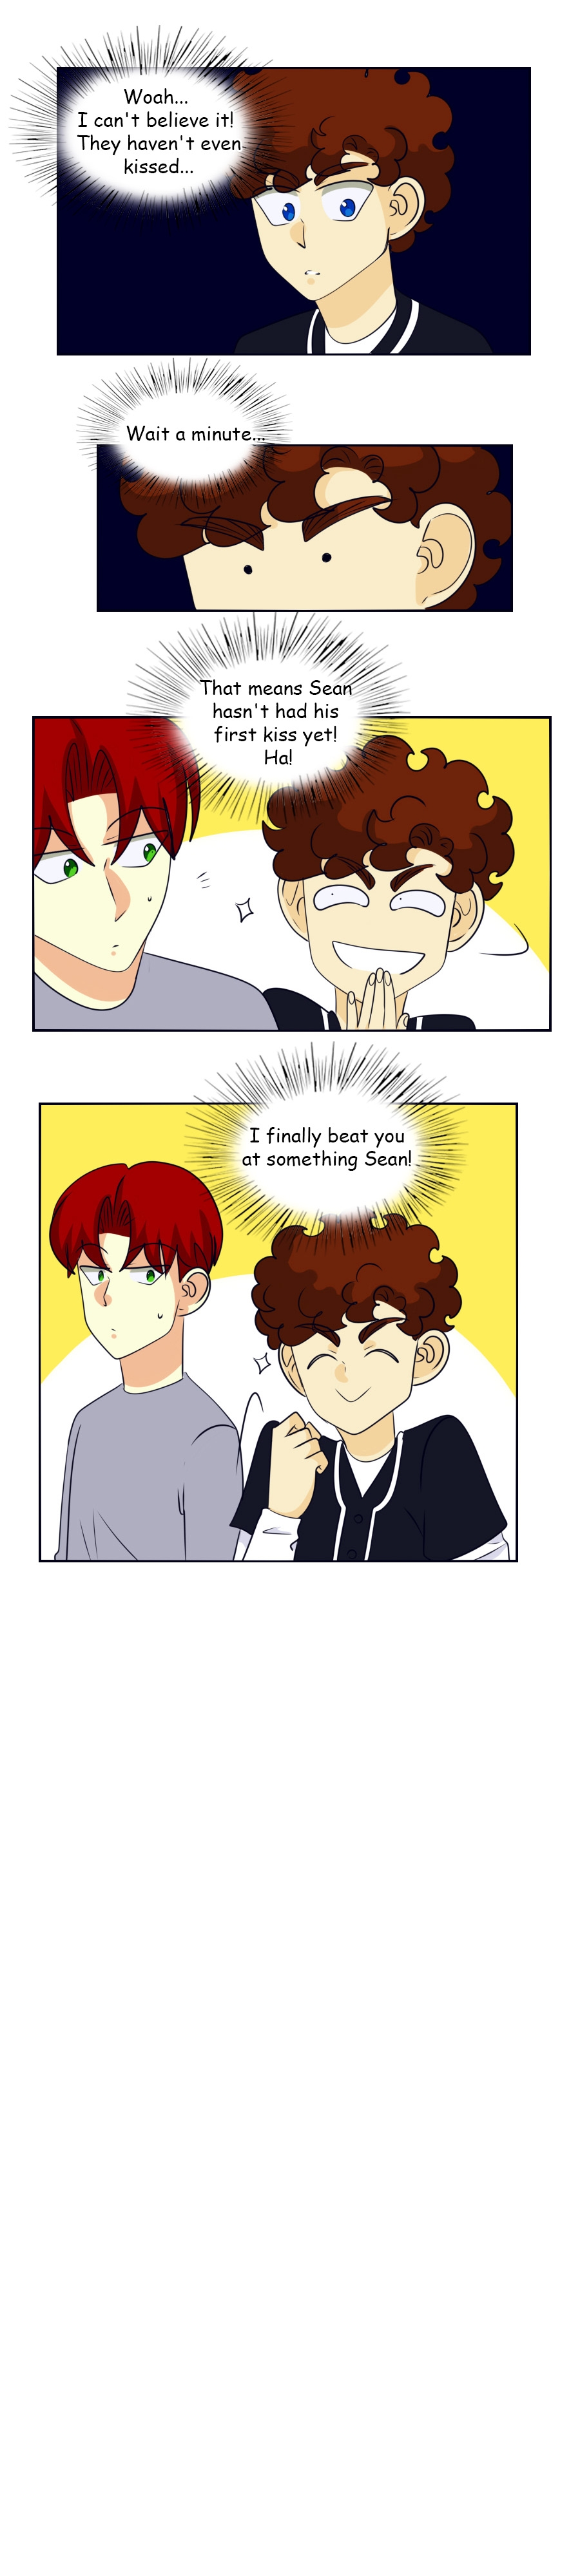 Woah...
I can't believe it!
They haven't even
kissed...
Wait a minute...
That means Sean
hasn't had his
first kiss yet!
Ha!
I finally beat you
at something Sean!